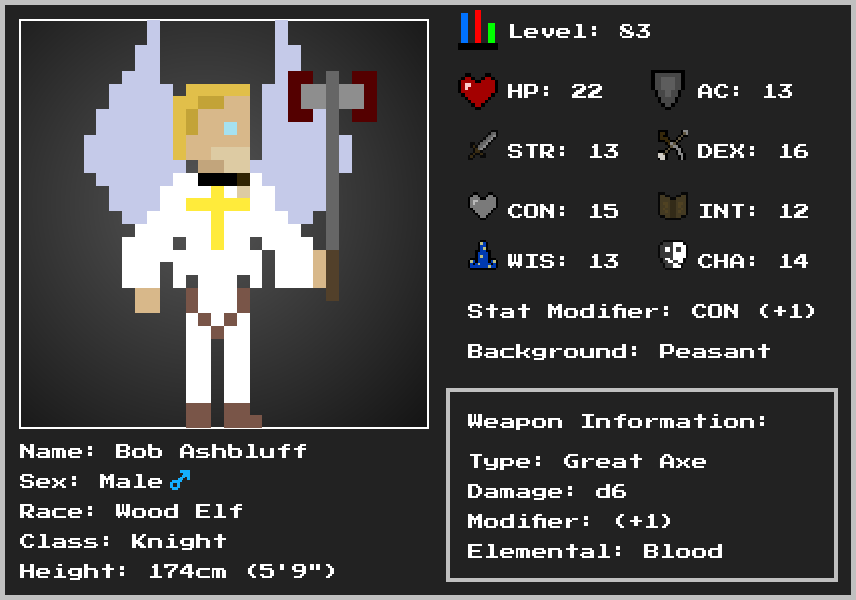 Level: 83
HP: 22 AC: 13
STR: 13 DEX: 16
CON: 15 INT: 12
WIS: 13 CHA: 14
Stat Modifier: CON (+1)
Background: Peasant
Weapon Information:
Type: Great Axe
Damage: d6
Modifier: (+1)
Elemental: Blood
Name: Bob Ashbluff
Sex: Male♂
Race: Wood Elf
Class: Knight
Height: 174cm (5'9")